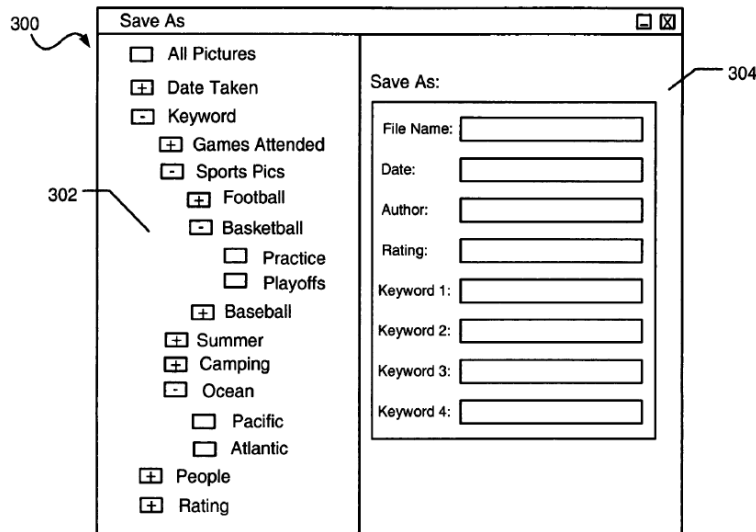 300
Save As
All Pictures
+ Date Taken
- Keyword
+ Games Attended
- Sports Pics
302
+ Football
- Basketball
Practice
Playoffs
+ Baseball
+ Summer
+ Camping
- Ocean
Pacific
Atlantic
+ People
+ Rating
304
Save As:
File Name:
Date:
Author:
Rating:
Keyword 1:
Keyword 2:
Keyword 3:
Keyword 4: